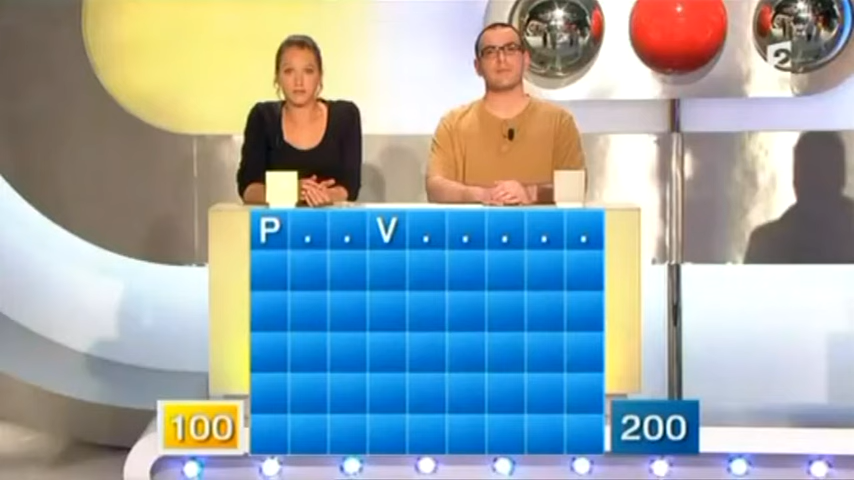 2
P . . V . . . . .
100
200